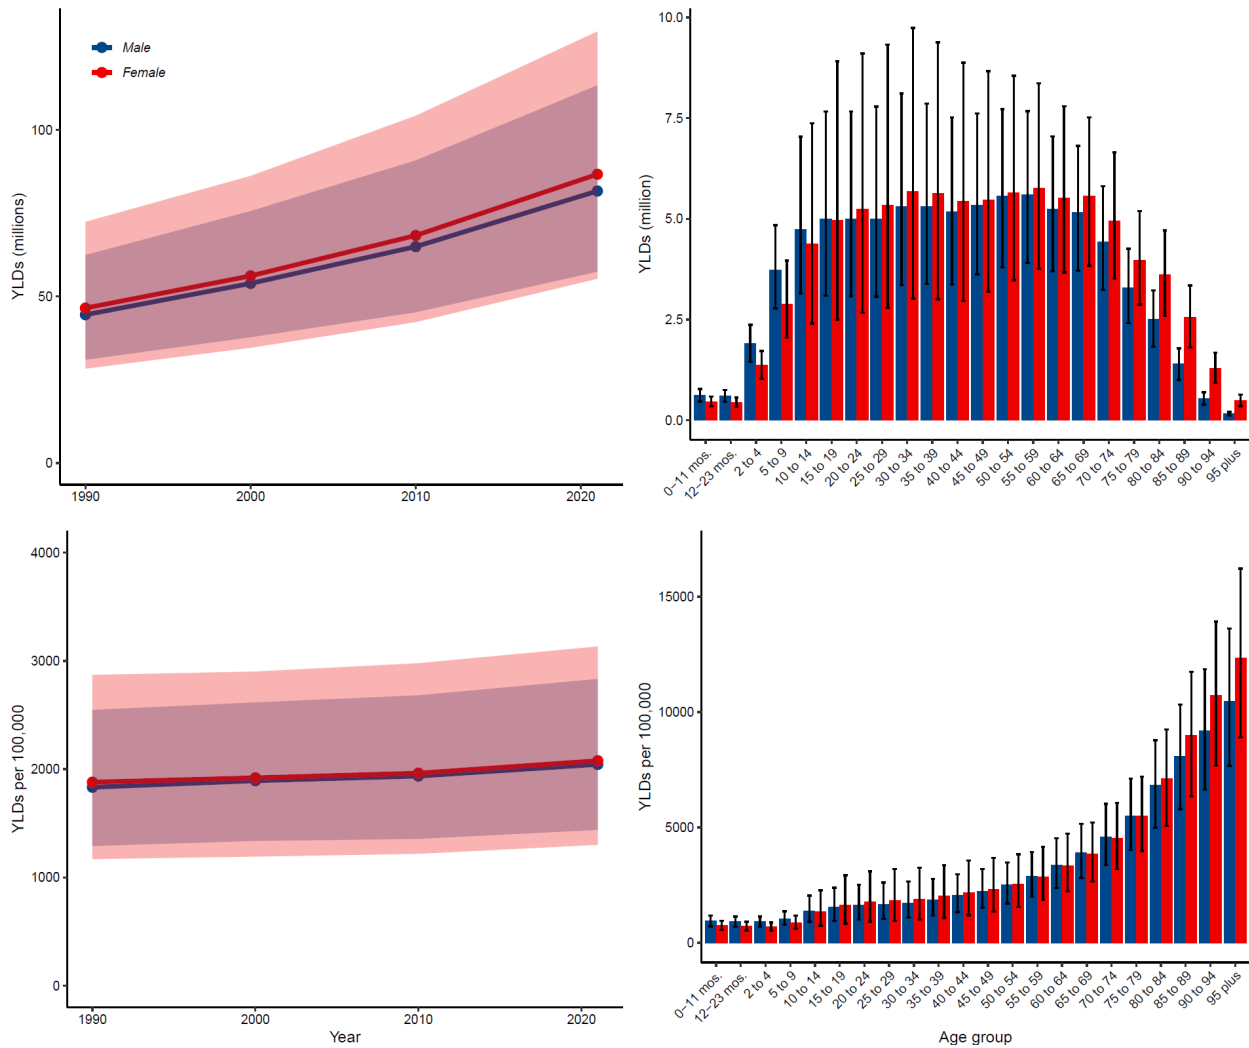 Male
Female
YLDs (millions)
100
50
0
1990
2000
2010
2020
YLDs (million)
10.0
7.5
5.0
2.5
0.0
0−11 mos.
12−23 mos.
2 to 4
5 to 9
10 to 14
15 to 19
20 to 24
25 to 29
30 to 34
35 to 39
40 to 44
45 to 49
50 to 54
55 to 59
60 to 64
65 to 69
70 to 74
75 to 79
80 to 84
85 to 89
90 to 94
95 plus
YLDs per 100,000
4000
3000
2000
1000
0
1990
2000
2010
2020
Year
YLDs per 100,000
15000
10000
5000
0
0−11 mos.
12−23 mos.
2 to 4
5 to 9
10 to 14
15 to 19
20 to 24
25 to 29
30 to 34
35 to 39
40 to 44
45 to 49
50 to 54
55 to 59
60 to 64
65 to 69
70 to 74
75 to 79
80 to 84
85 to 89
90 to 94
95 plus
Age group